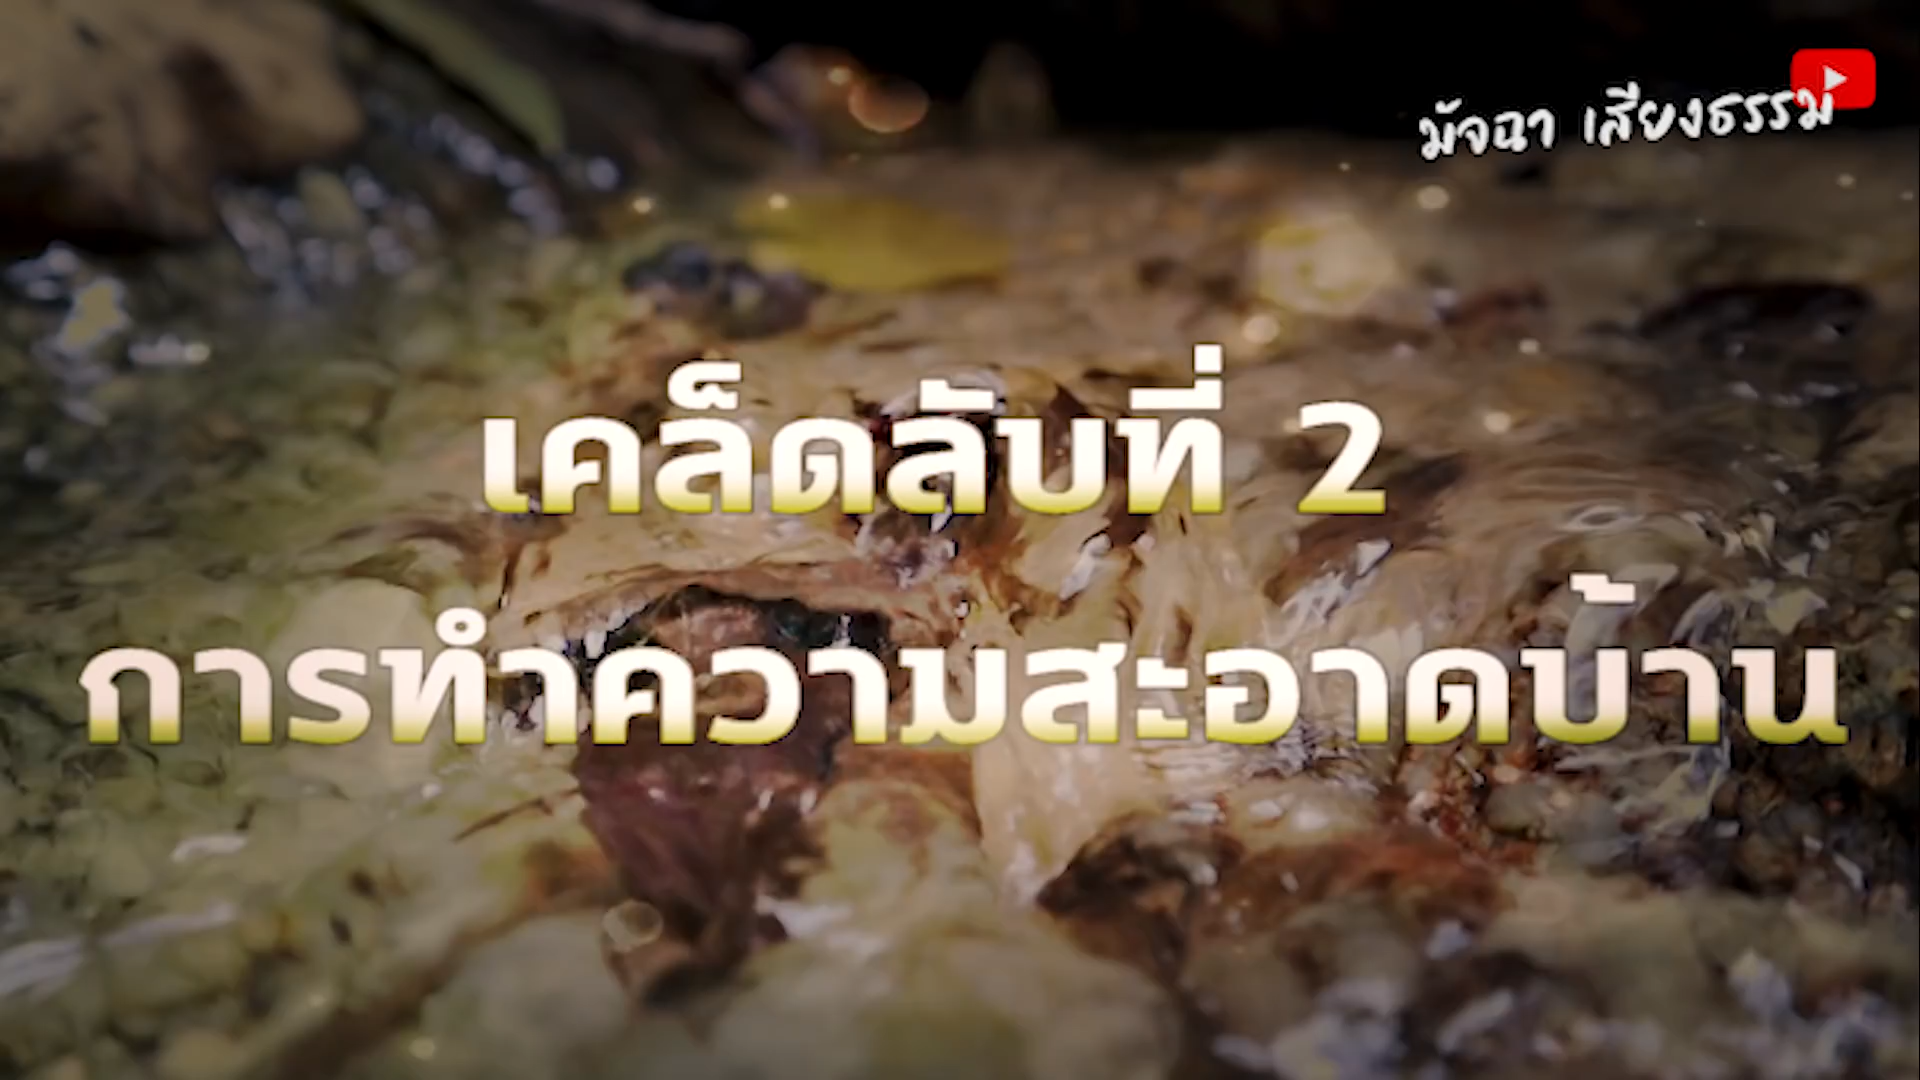 มัจฉา เสียงธรรม
เคล็ดลับที่ 2
การทำความสะอาดบ้าน